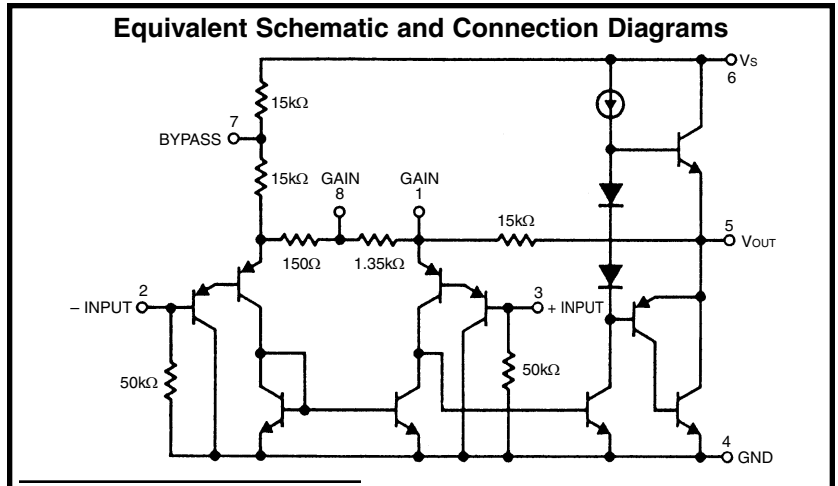 Equivalent Schematic and Connection Diagrams
Vs
6
15kΩ
7
BYPASS
15kΩ
GAIN
8
GAIN
1
15kΩ
5
VOUT
150Ω
1.35kΩ
2
– INPUT
3
+ INPUT
50kΩ
50kΩ
4
GND